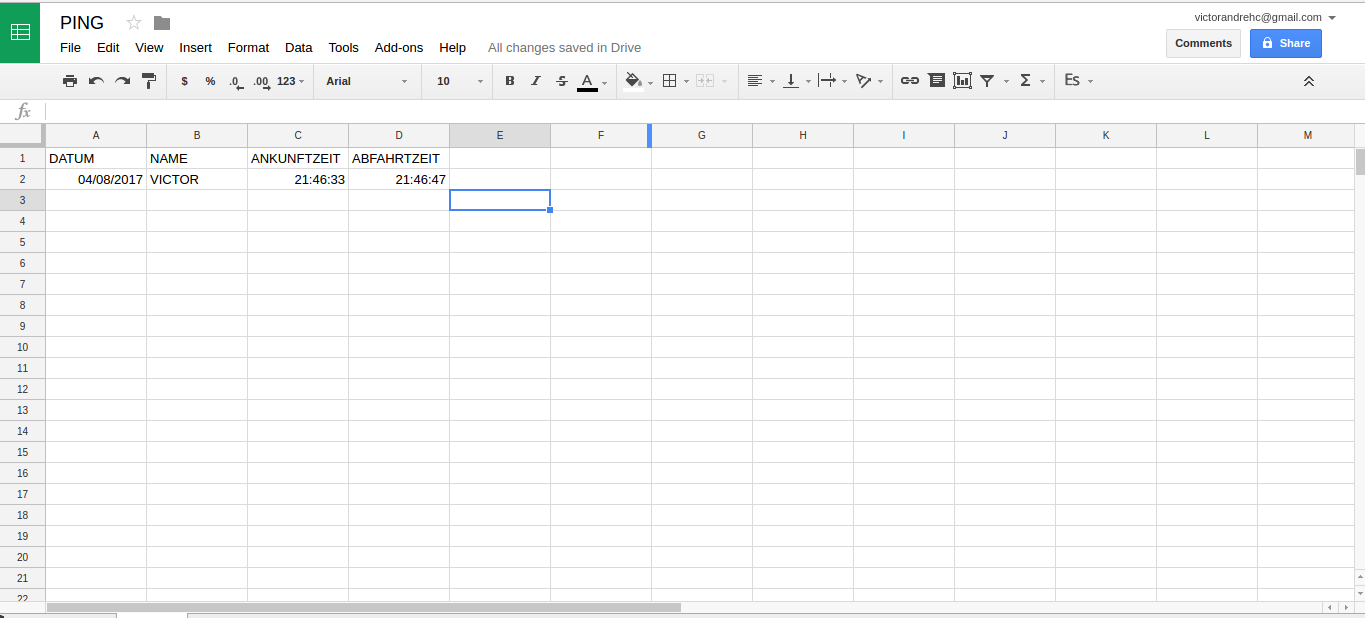 PING
victorandrehc@gmail.com
File Edit View Insert Format Data Tools Add-ons Help All changes saved in Drive
Comments Share
$ % .0 .00 123 Arial 10 B I S A Σ Es
fx
A B C D E F G H I J K L M
1 DATUM NAME ANKUNFTZEIT ABFAHRTZEIT
2 04/08/2017 VICTOR 21:46:33 21:46:47
3
4
5
6
7
8
9
10
11
12
13
14
15
16
17
18
19
20
21
22